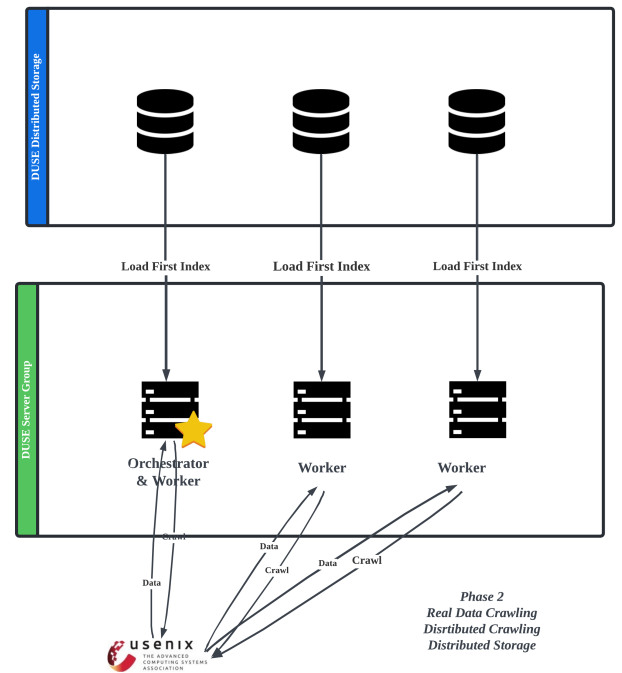 DUSE Distributed Storage
Load First Index
Load First Index
Load First Index
DUSE Server Group
Orchestrator
& Worker
Worker
Worker
Crawl
Data
Data
Crawl
Data
Crawl
usenix
THE ADVANCED
COMPUTING SYSTEMS
ASSOCIATION
Phase 2
Real Data Crawling
Disrtibuted Crawling
Distributed Storage